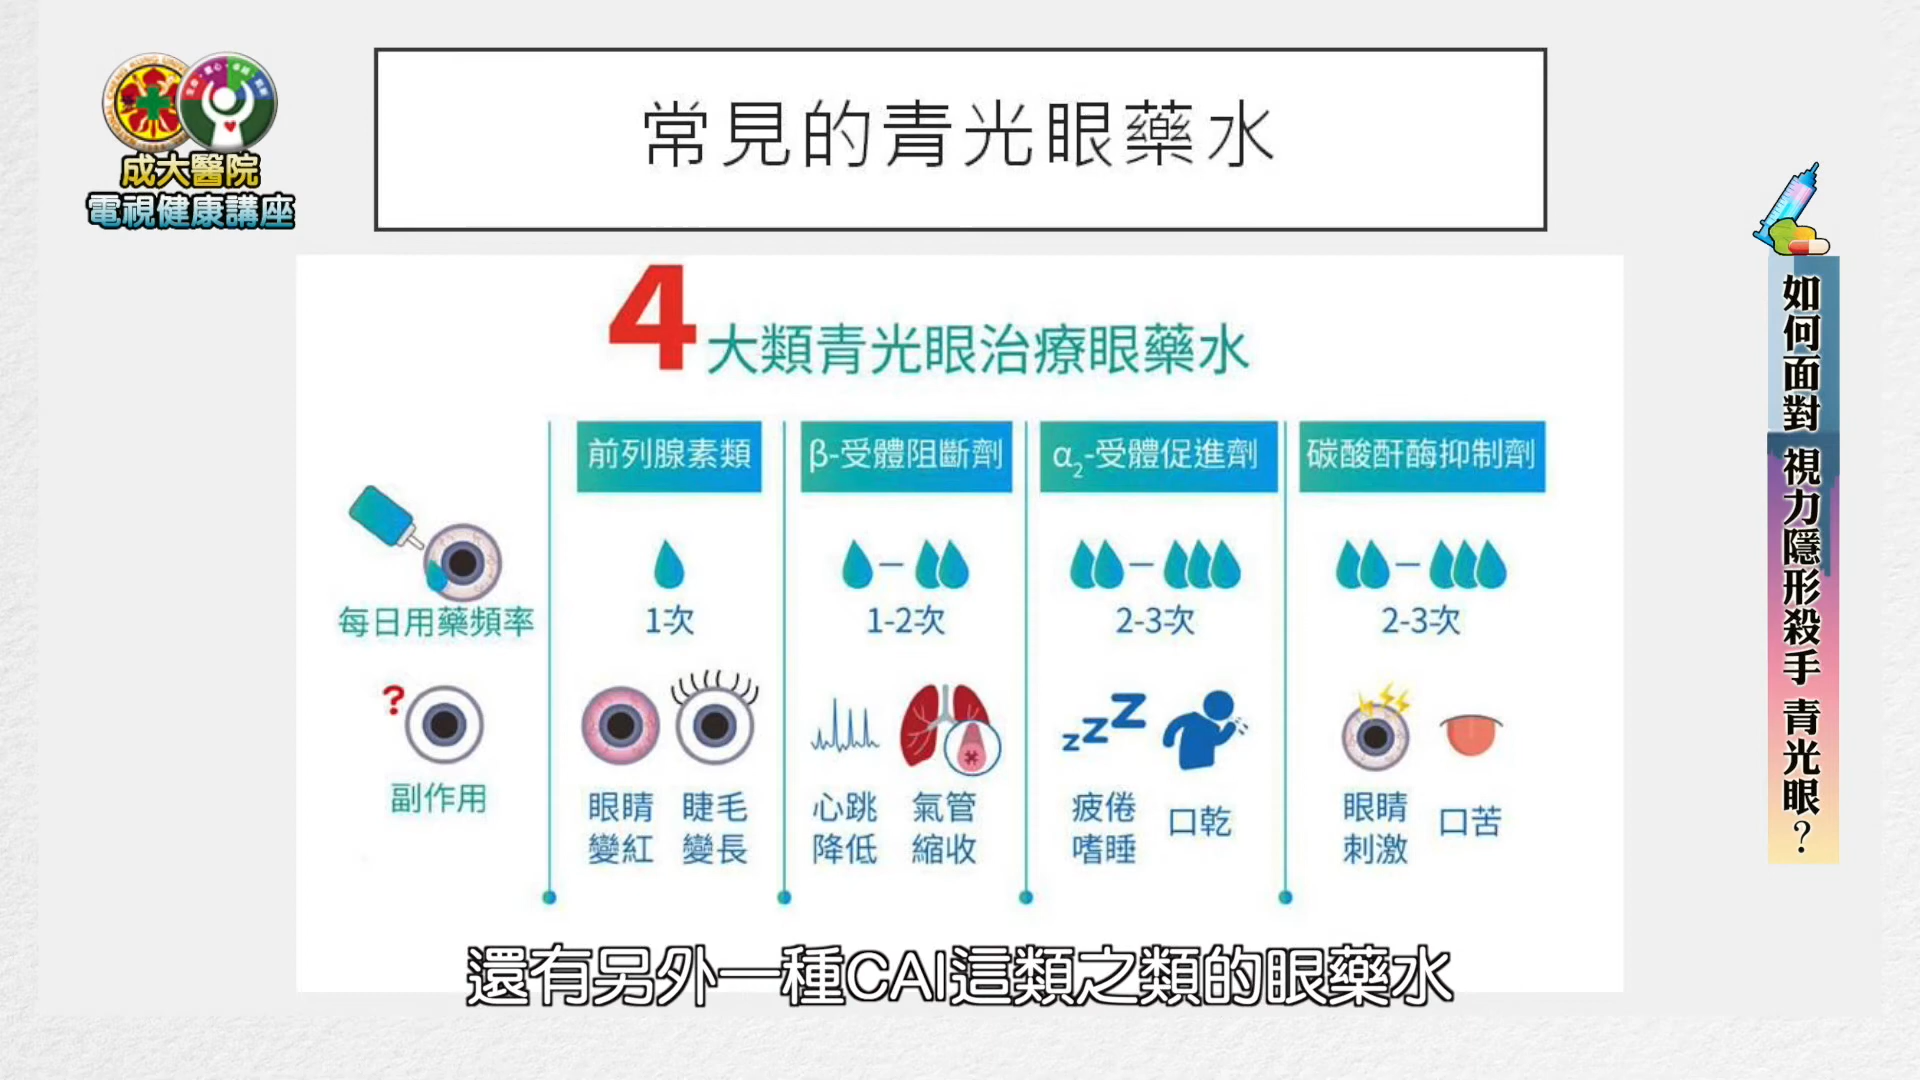 成大醫院
電視健康講座
常見的青光眼藥水
如何面對 視力隱形殺手 青光眼?
4大類青光眼治療眼藥水
前列腺素類
β-受體阻斷劑
α2-受體促進劑
碳酸酐酶抑制劑
每日用藥頻率
1次
1-2次
2-3次
2-3次
?
副作用
眼睛
變紅
睫毛
變長
心跳
降低
氣管
縮收
zzZ
疲倦
嗜睡
口乾
眼睛
刺激
口苦
還有另外一種CAI這類之類的眼藥水